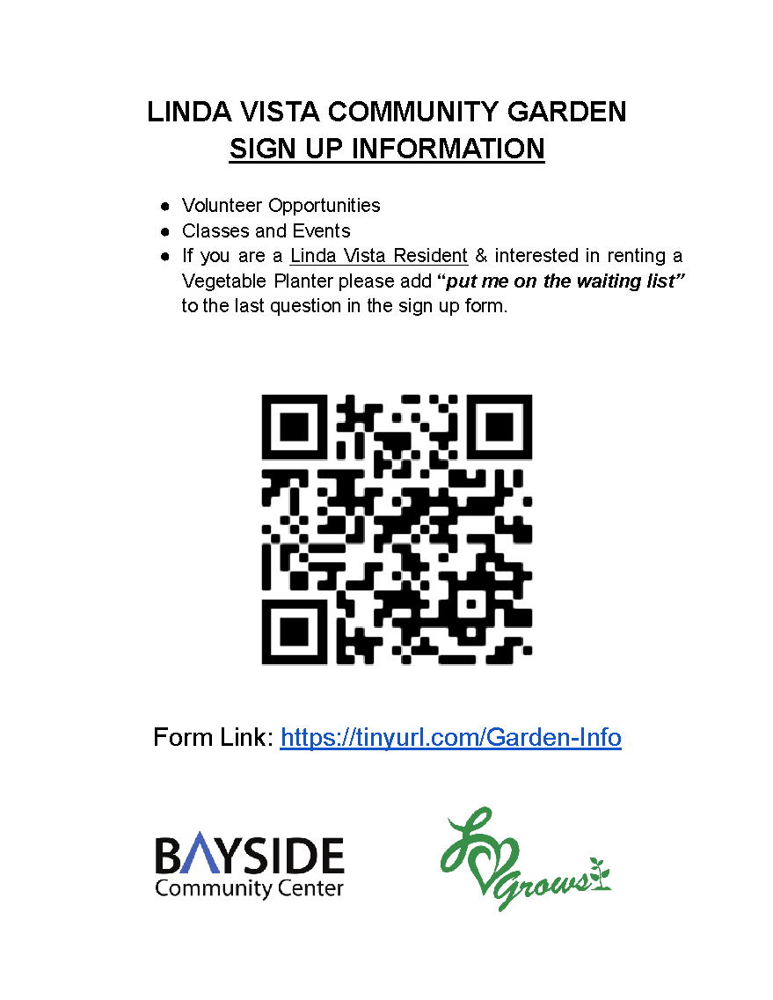 LINDA VISTA COMMUNITY GARDEN
SIGN UP INFORMATION
● Volunteer Opportunities
● Classes and Events
● If you are a Linda Vista Resident & interested in renting a
Vegetable Planter please add “put me on the waiting list”
to the last question in the sign up form.
Form Link: https://tinyurl.com/Garden-Info
BAYSIDE
Community Center
LV
Grows